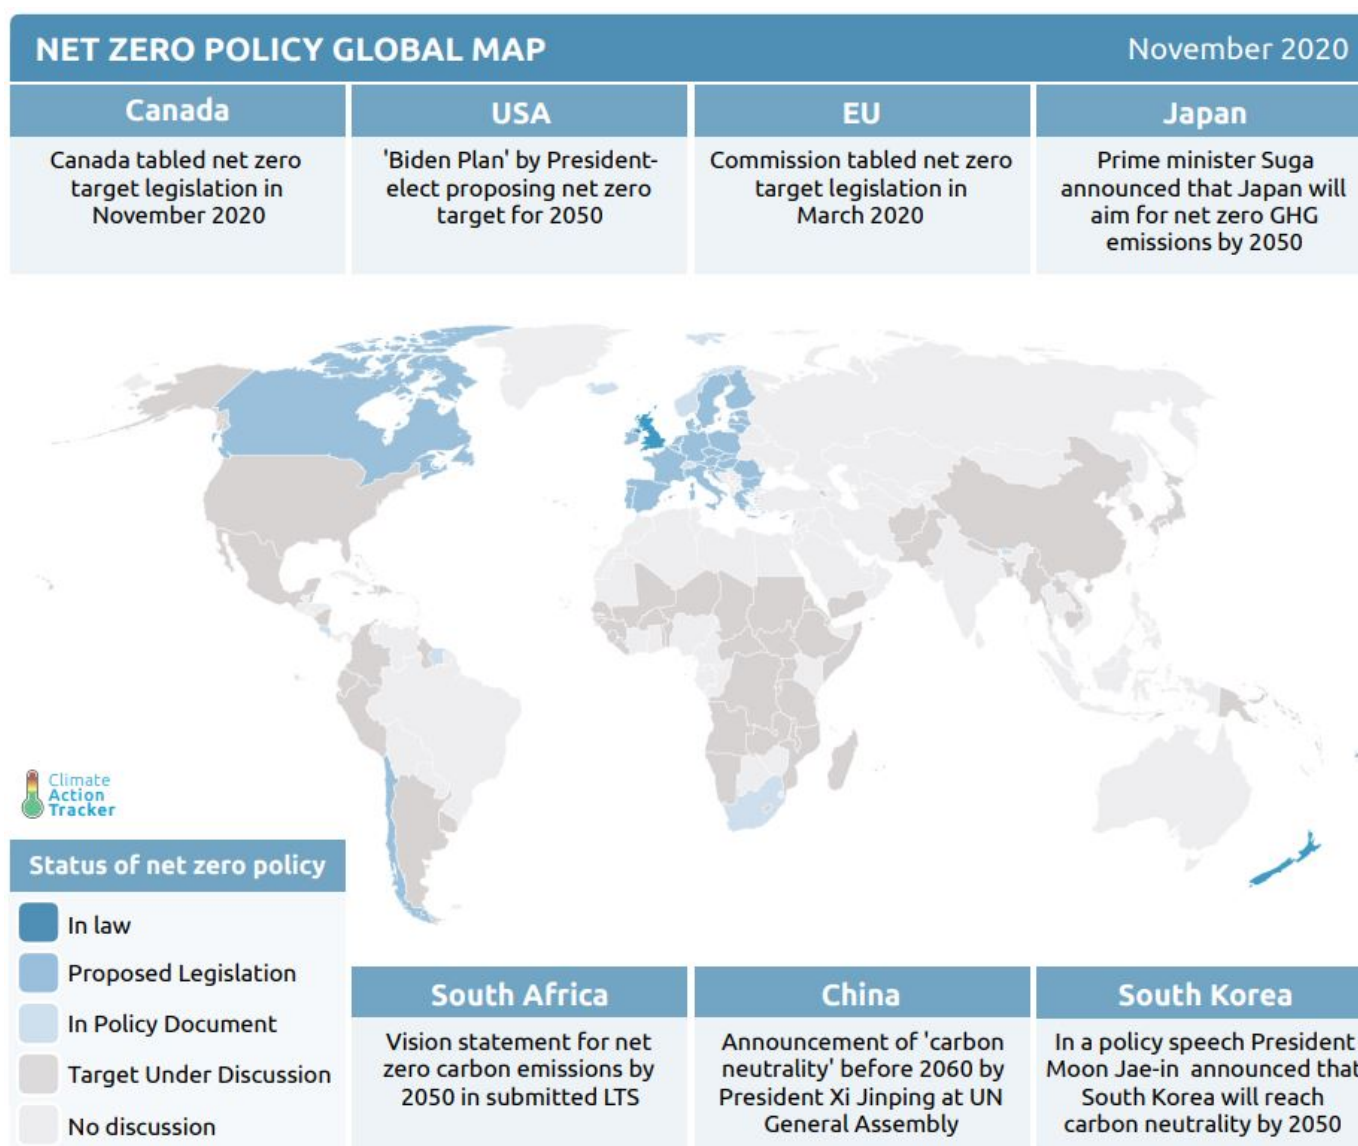 NET ZERO POLICY GLOBAL MAP
November 2020
Canada
Canada tabled net zero
target legislation in
November 2020
USA
'Biden Plan' by President-
elect proposing net zero
target for 2050
EU
Commission tabled net zero
target legislation in
March 2020
Japan
Prime minister Suga
announced that Japan will
aim for net zero GHG
emissions by 2050
Climate
Action
Tracker
Status of net zero policy
In law
Proposed Legislation
In Policy Document
Target Under Discussion
No discussion
South Africa
Vision statement for net
zero carbon emissions by
2050 in submitted LTS
China
Announcement of 'carbon
neutrality' before 2060 by
President Xi Jinping at UN
General Assembly
South Korea
In a policy speech President
Moon Jae-in announced that
South Korea will reach
carbon neutrality by 2050